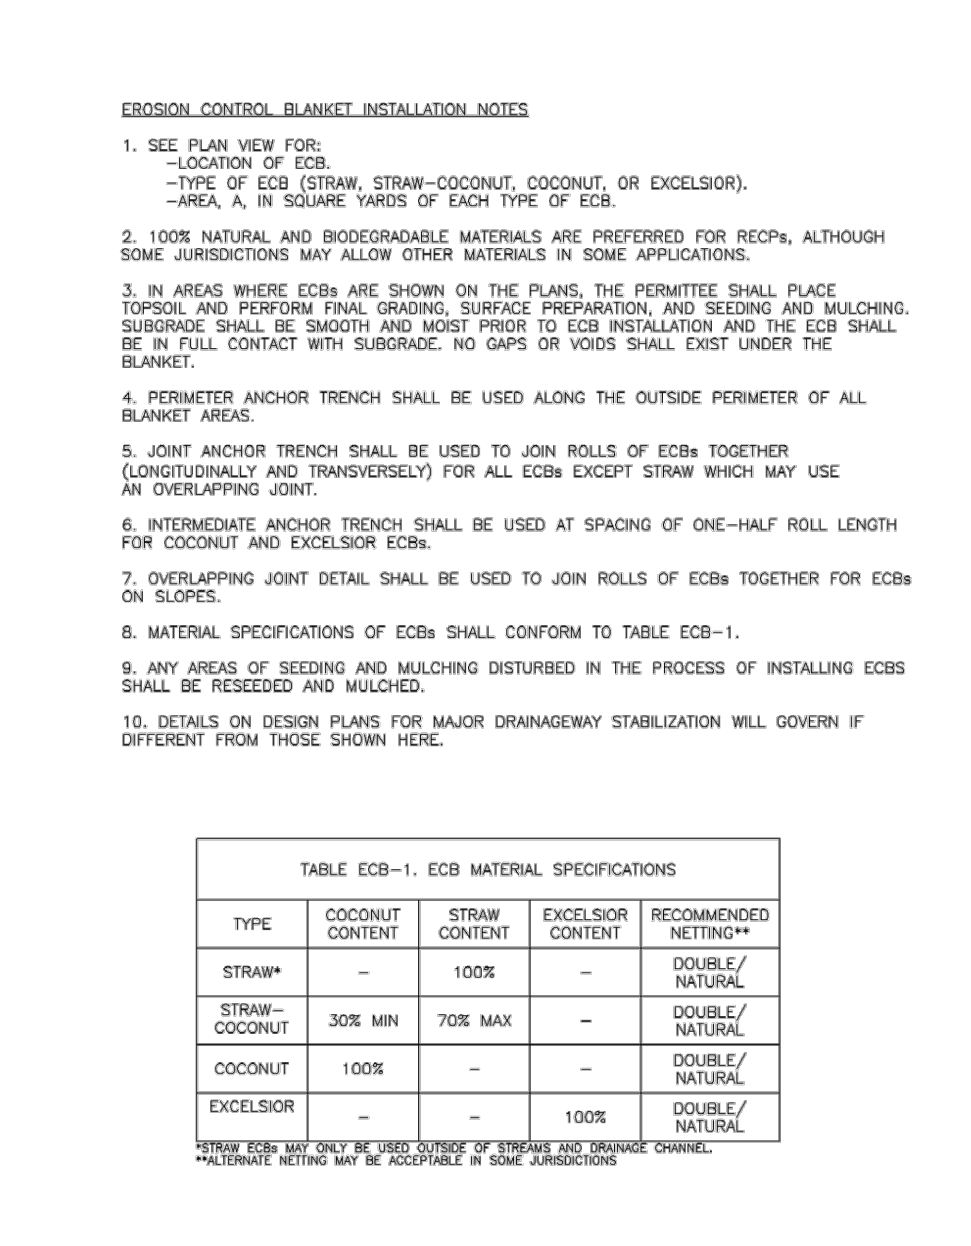 EROSION CONTROL BLANKET INSTALLATION NOTES
1. SEE PLAN VIEW FOR:
-LOCATION OF ECB.
-TYPE OF ECB (STRAW, STRAW-COCONUT, COCONUT, OR EXCELSIOR).
-AREA, A, IN SQUARE YARDS OF EACH TYPE OF ECB.
2. 100% NATURAL AND BIODEGRADABLE MATERIALS ARE PREFERRED FOR RECPs, ALTHOUGH
SOME JURISDICTIONS MAY ALLOW OTHER MATERIALS IN SOME APPLICATIONS.
3. IN AREAS WHERE ECBs ARE SHOWN ON THE PLANS, THE PERMITTEE SHALL PLACE
TOPSOIL AND PERFORM FINAL GRADING, SURFACE PREPARATION, AND SEEDING AND MULCHING.
SUBGRADE SHALL BE SMOOTH AND MOIST PRIOR TO ECB INSTALLATION AND THE ECB SHALL
BE IN FULL CONTACT WITH SUBGRADE. NO GAPS OR VOIDS SHALL EXIST UNDER THE
BLANKET.
4. PERIMETER ANCHOR TRENCH SHALL BE USED ALONG THE OUTSIDE PERIMETER OF ALL
BLANKET AREAS.
5. JOINT ANCHOR TRENCH SHALL BE USED TO JOIN ROLLS OF ECBs TOGETHER
(LONGITUDINALLY AND TRANSVERSELY) FOR ALL ECBs EXCEPT STRAW WHICH MAY USE
AN OVERLAPPING JOINT.
6. INTERMEDIATE ANCHOR TRENCH SHALL BE USED AT SPACING OF ONE-HALF ROLL LENGTH
FOR COCONUT AND EXCELSIOR ECBs.
7. OVERLAPPING JOINT DETAIL SHALL BE USED TO JOIN ROLLS OF ECBs TOGETHER FOR ECBs
ON SLOPES.
8. MATERIAL SPECIFICATIONS OF ECBs SHALL CONFORM TO TABLE ECB-1.
9. ANY AREAS OF SEEDING AND MULCHING DISTURBED IN THE PROCESS OF INSTALLING ECBS
SHALL BE RESEEDED AND MULCHED.
10. DETAILS ON DESIGN PLANS FOR MAJOR DRAINAGEWAY STABILIZATION WILL GOVERN IF
DIFFERENT FROM THOSE SHOWN HERE.
TABLE ECB-1. ECB MATERIAL SPECIFICATIONS
TYPE
COCONUT
CONTENT
STRAW
CONTENT
EXCELSIOR
CONTENT
RECOMMENDED
NETTING**
STRAW*
-
100%
-
DOUBLE/
NATURAL
STRAW-
COCONUT
30% MIN
70% MAX
-
DOUBLE/
NATURAL
COCONUT
100%
-
-
DOUBLE/
NATURAL
EXCELSIOR
-
-
100%
DOUBLE/
NATURAL
*STRAW ECBs MAY ONLY BE USED OUTSIDE OF STREAMS AND DRAINAGE CHANNEL.
**ALTERNATE NETTING MAY BE ACCEPTABLE IN SOME JURISDICTIONS